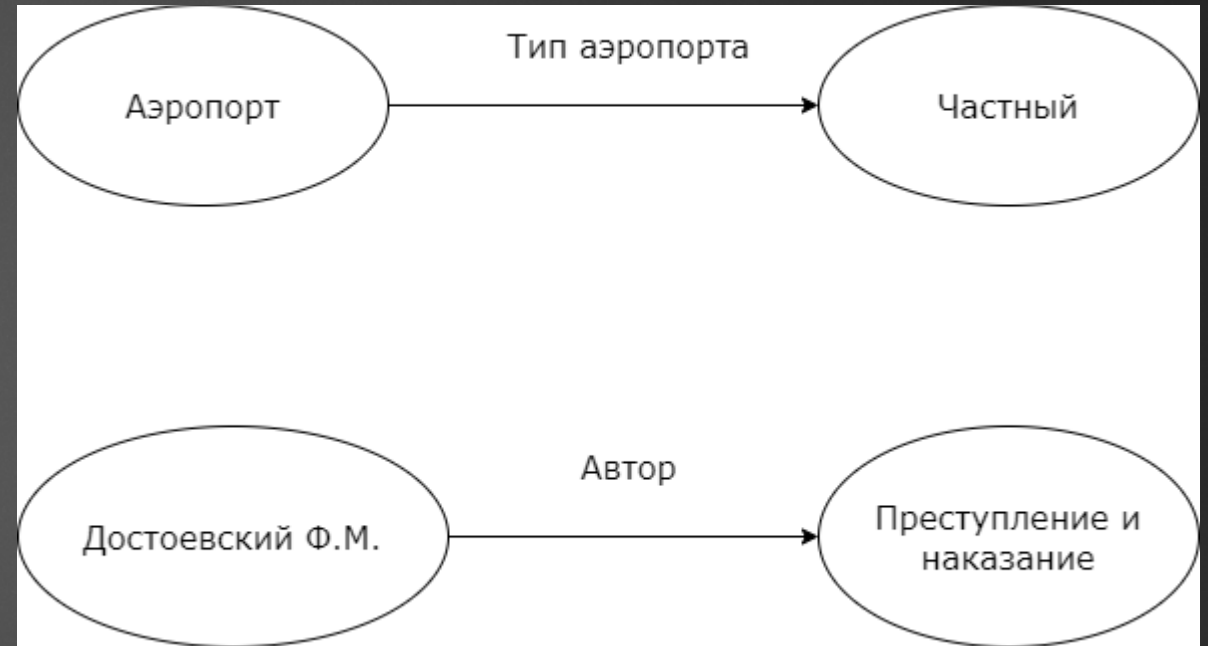 Тип аэропорта
Аэропорт
Частный
Автор
Достоевский Ф.М.
Преступление и
наказание